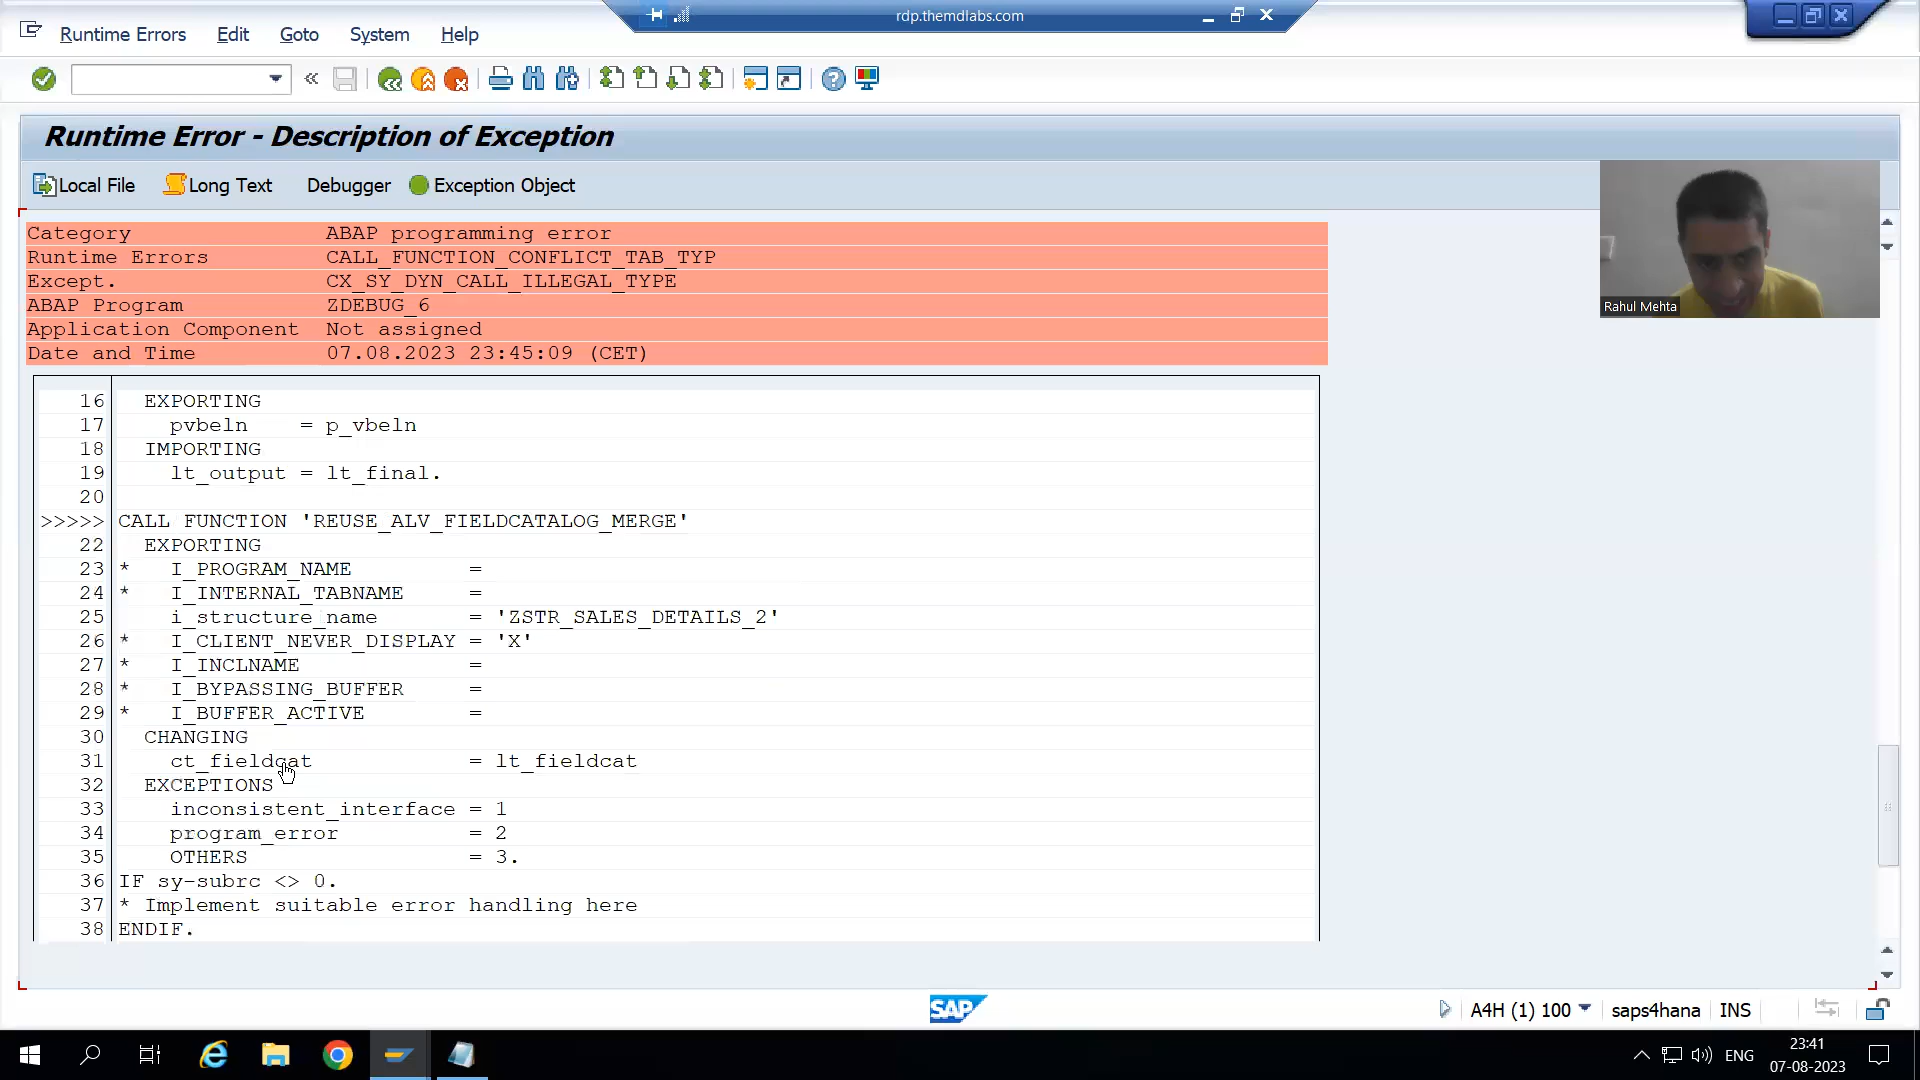 rdp.themdlabs.com
Runtime Errors Edit Goto System Help
Runtime Error - Description of Exception
Local File Long Text Debugger Exception Object
Category ABAP programming error
Runtime Errors CALL_FUNCTION_CONFLICT_TAB_TYP
Except. CX_SY_DYN_CALL_ILLEGAL_TYPE
ABAP Program ZDEBUG_6
Application Component Not assigned
Date and Time 07.08.2023 23:45:09 (CET)
Rahul Mehta
16 EXPORTING
17 pvbeln = p_vbeln
18 IMPORTING
19 lt_output = lt_final.
20
>>>>> CALL FUNCTION 'REUSE_ALV_FIELDCATALOG_MERGE'
22 EXPORTING
23 * I_PROGRAM_NAME =
24 * I_INTERNAL_TABNAME =
25 i_structure_name = 'ZSTR_SALES_DETAILS_2'
26 * I_CLIENT_NEVER_DISPLAY = 'X'
27 * I_INCLNAME =
28 * I_BYPASSING_BUFFER =
29 * I_BUFFER_ACTIVE =
30 CHANGING
31 ct_fieldcat = lt_fieldcat
32 EXCEPTIONS
33 inconsistent_interface = 1
34 program_error = 2
35 OTHERS = 3.
36 IF sy-subrc <> 0.
37 * Implement suitable error handling here
38 ENDIF.
SAP
A4H (1) 100 saps4hana INS
ENG
23:41
07-08-2023